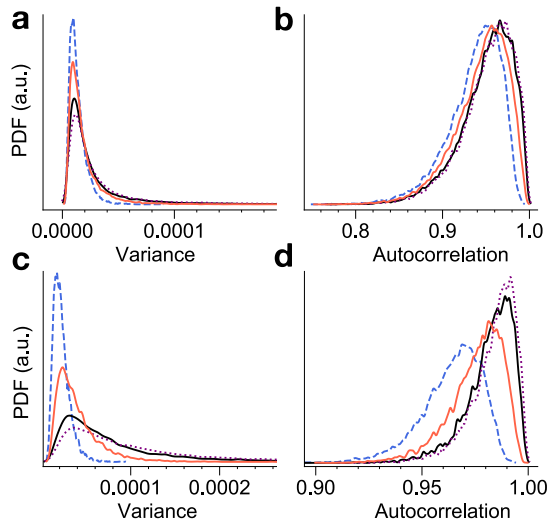 a
b
PDF (a.u.)
0.0000 0.0001
0.8 0.9 1.0
Variance
Autocorrelation
c
d
PDF (a.u.)
0.0001 0.0002
0.90 0.95 1.00
Variance
Autocorrelation